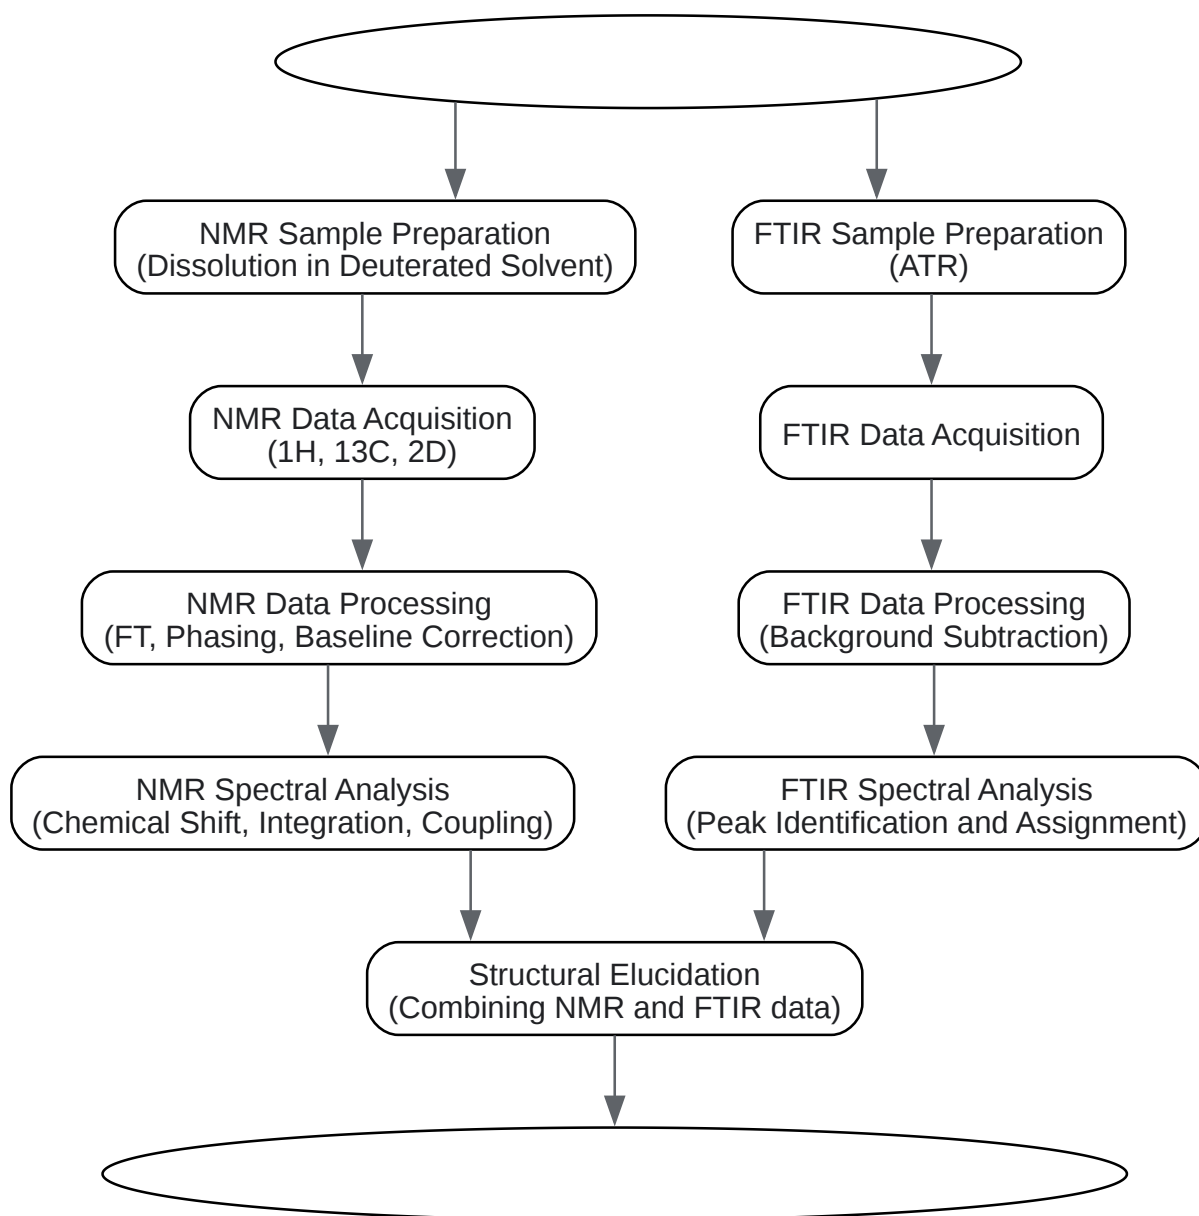 NMR Sample Preparation
(Dissolution in Deuterated Solvent)
FTIR Sample Preparation
(ATR)
NMR Data Acquisition
(1H, 13C, 2D)
FTIR Data Acquisition
NMR Data Processing
(FT, Phasing, Baseline Correction)
FTIR Data Processing
(Background Subtraction)
NMR Spectral Analysis
(Chemical Shift, Integration, Coupling)
FTIR Spectral Analysis
(Peak Identification and Assignment)
Structural Elucidation
(Combining NMR and FTIR data)